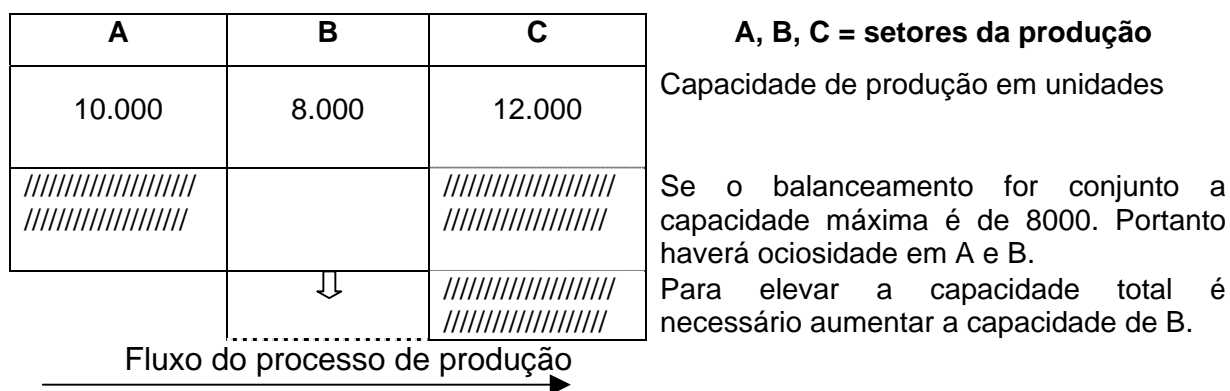 A B C
10.000 8.000 12.000
///////////////////// /////////////////////
//////////////////// ////////////////////
/////////////////////
////////////////////
Fluxo do processo de produção
A, B, C = setores da produção
Capacidade de produção em unidades
Se o balanceamento for conjunto a
capacidade máxima é de 8000. Portanto
haverá ociosidade em A e B.
Para elevar a capacidade total é
necessário aumentar a capacidade de B.